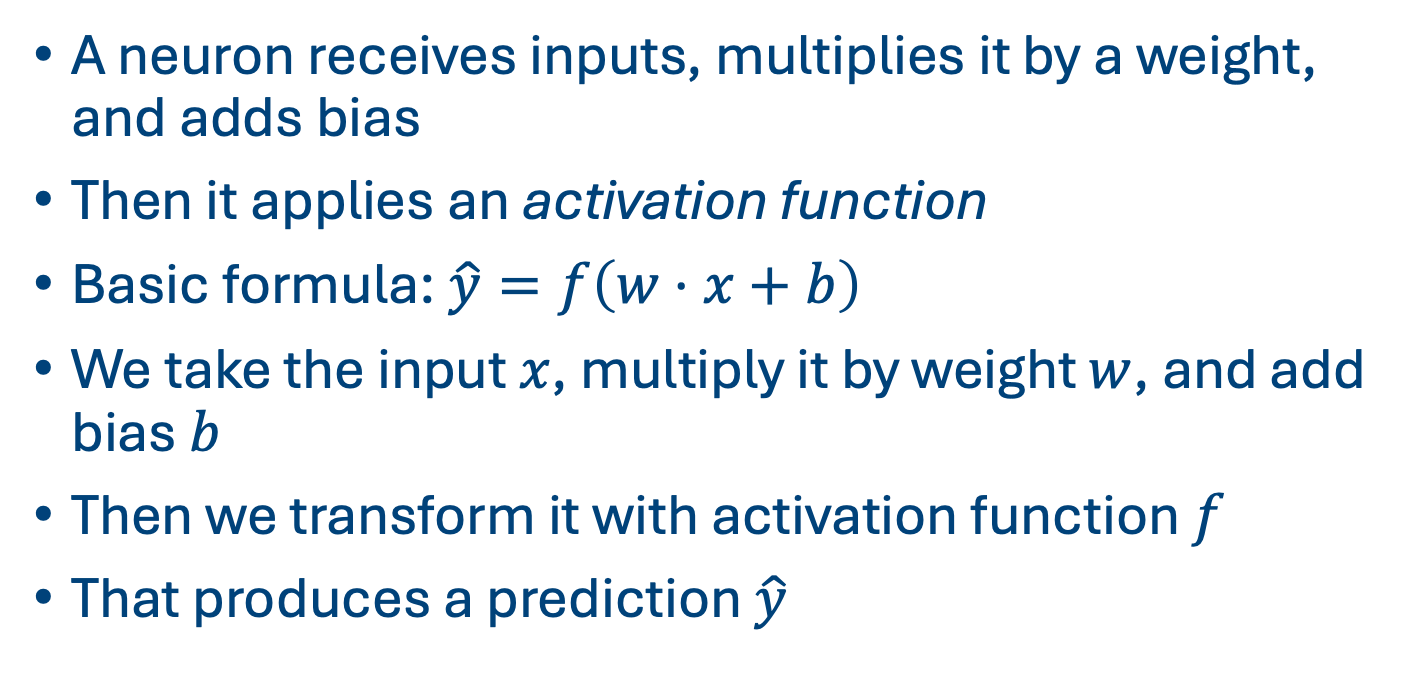 • A neuron receives inputs, multiplies it by a weight,
and adds bias
• Then it applies an activation function
• Basic formula: ŷ = f(w · x + b)
• We take the input x, multiply it by weight w, and add
bias b
• Then we transform it with activation function f
• That produces a prediction ŷ